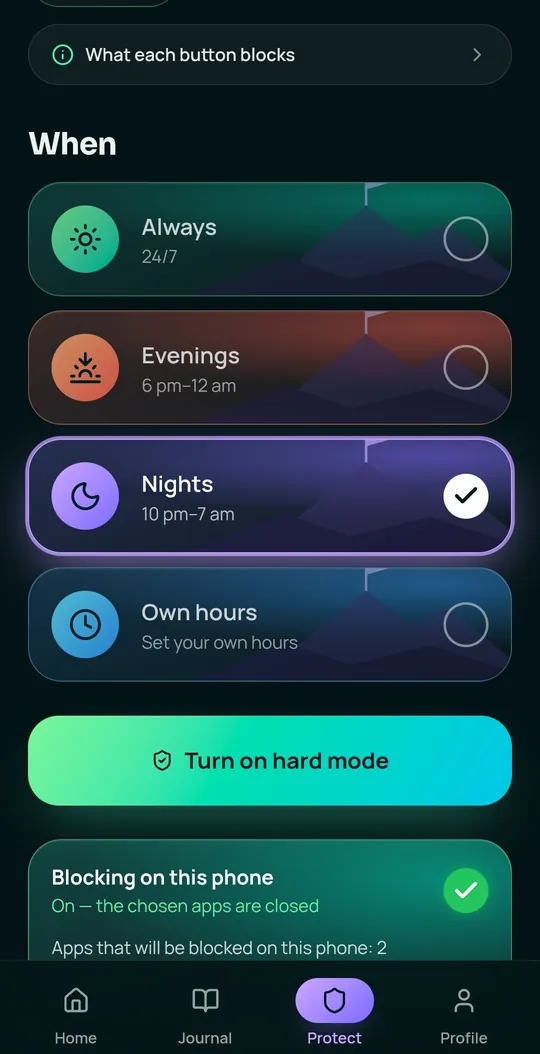 What each button blocks
When
Always
24/7
Evenings
6 pm–12 am
Nights
10 pm–7 am
Own hours
Set your own hours
Turn on hard mode
Blocking on this phone
On — the chosen apps are closed
Apps that will be blocked on this phone: 2
Home
Journal
Protect
Profile